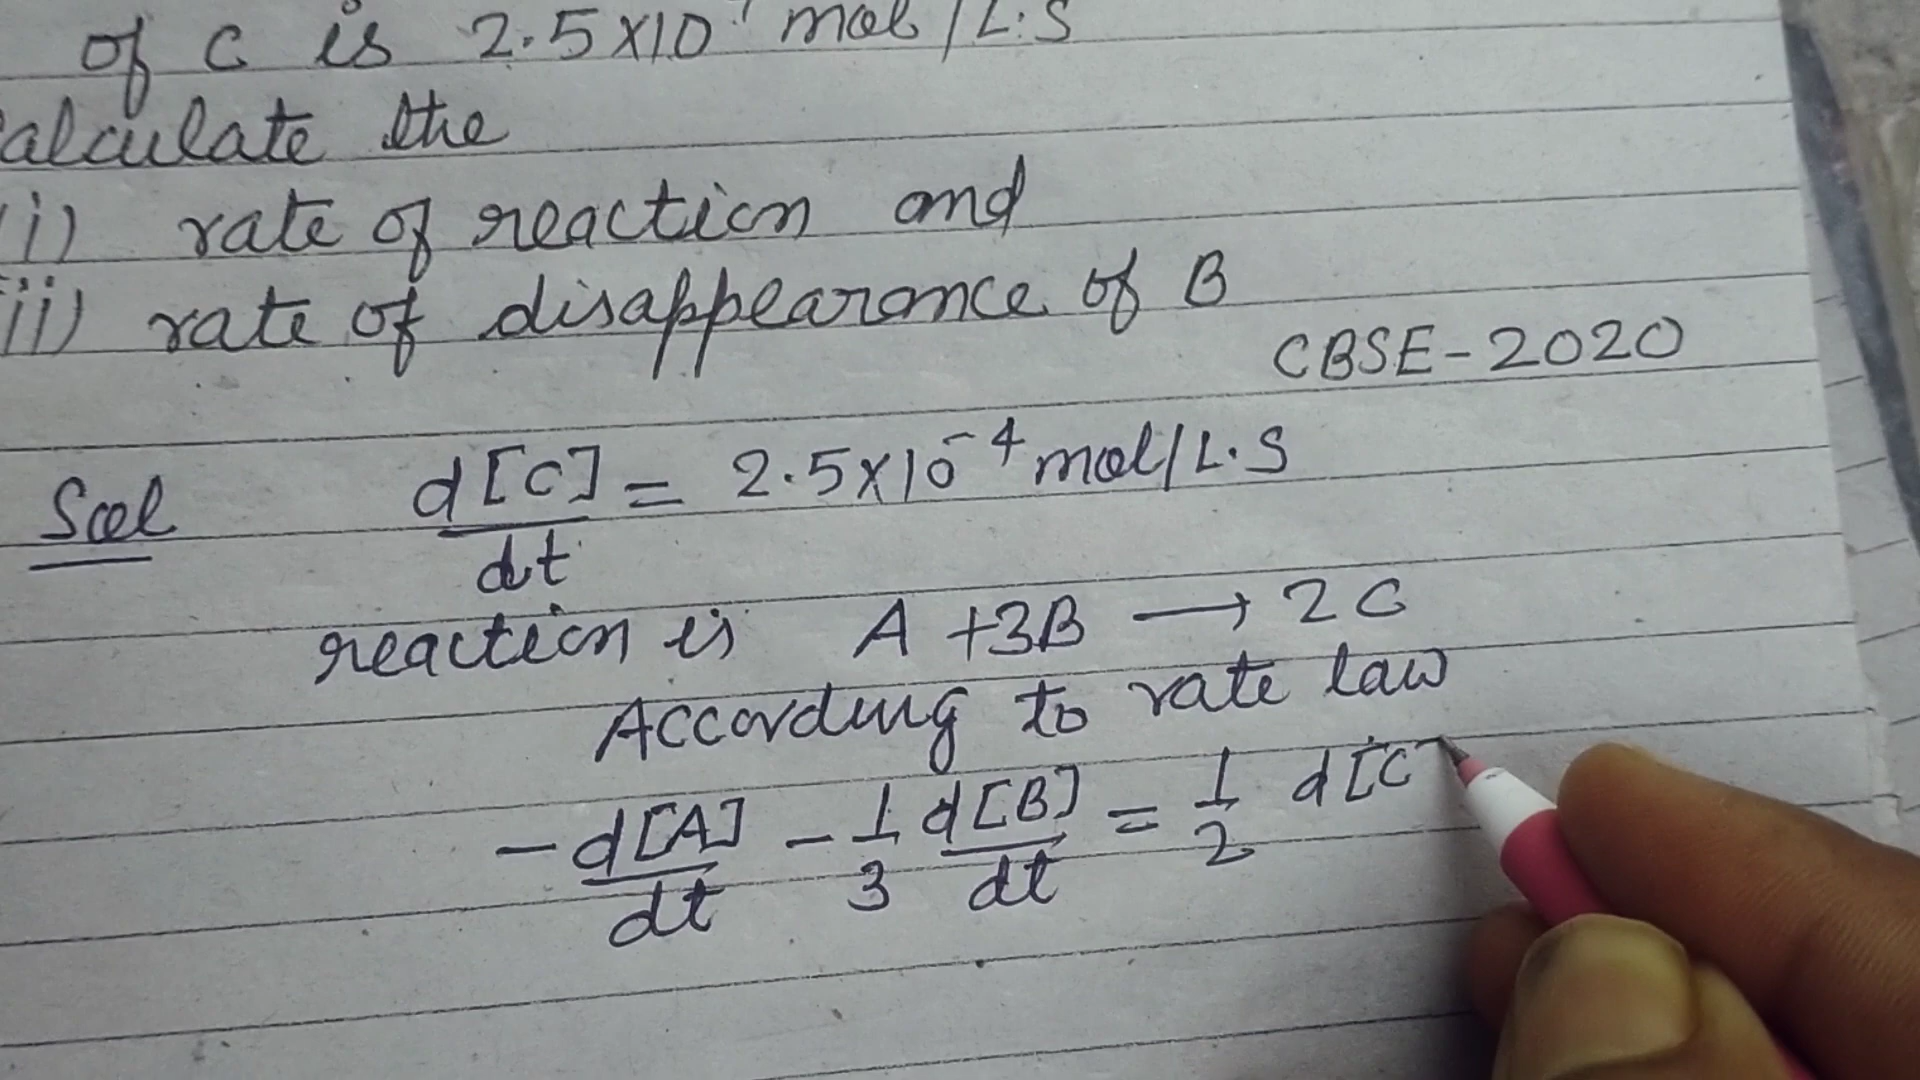 of C is 2.5×10 mol/L.S
alculate the
i) rate of reaction and
ii) rate of disappearance of B
CBSE-2020
Sol d[C]/dt = 2.5×10⁻⁴ mol/L.S
reaction is A +3B → 2C
According to rate law
-d[A]/dt - 1/3 d[B]/dt = 1/2 d[C